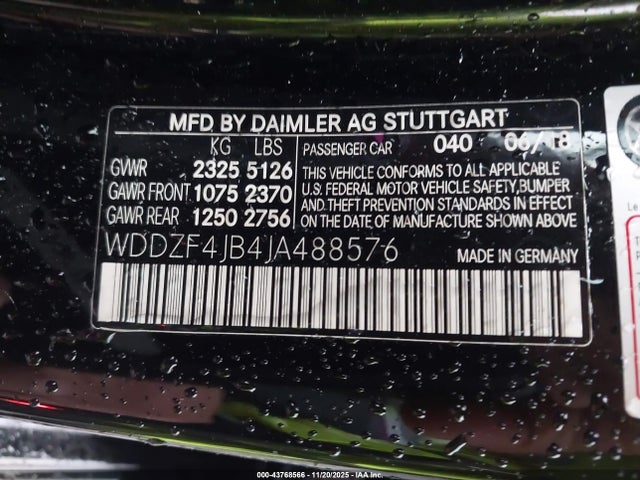 MFD BY DAIMLER AG STUTTGART
KG LBS PASSENGER CAR 040 06/18
GVWR 2325 5126
GAWR FRONT 1075 2370
GAWR REAR 1250 2756
THIS VEHICLE CONFORMS TO ALL APPLICABLE
U.S. FEDERAL MOTOR VEHICLE SAFETY, BUMPER
AND THEFT PREVENTION STANDARDS IN EFFECT
ON THE DATE OF MANUFACTURE SHOWN ABOVE
WDDZF4JB4JA488576 MADE IN GERMANY
Le
000-43768566 - 11/20/2025 - IAA Inc.